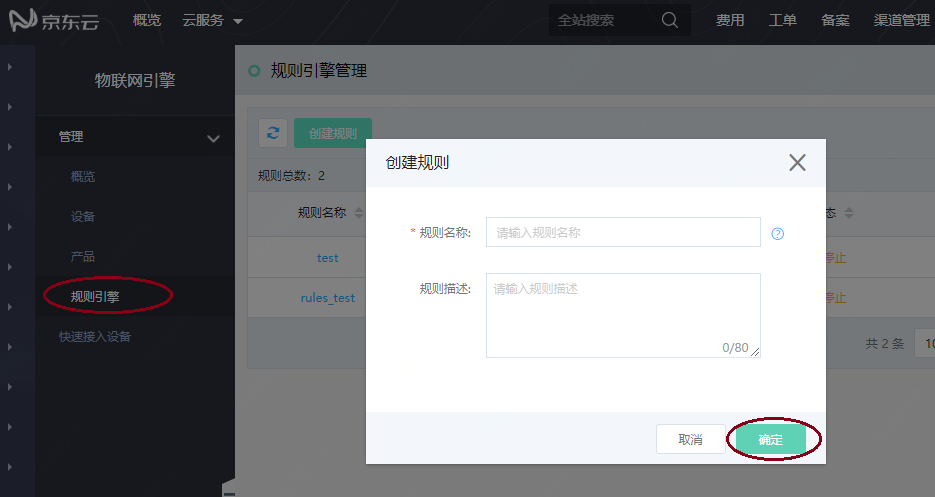 京东云 概览 云服务 全站搜索 费用 工单 备案 渠道管理
物联网引擎
管理
概览
设备
产品
规则引擎
快速接入设备
规则引擎管理
创建规则
规则总数：2
规则名称 态
test 停止
rules_test 停止
共 2 条 10
创建规则
* 规则名称: 请输入规则名称
规则描述: 请输入规则描述
0/80
取消 确定